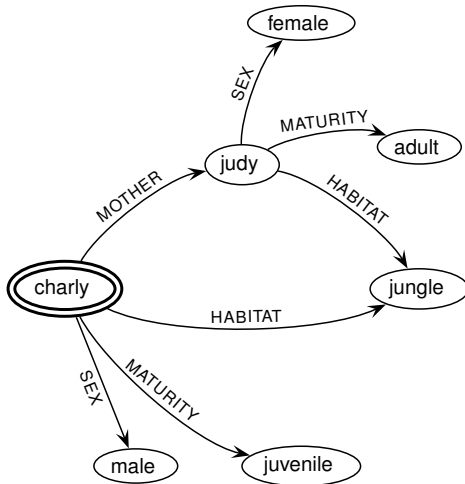 female
SEX
MATURITY
adult
judy
MOTHER
HABITAT
charly
jungle
HABITAT
SEX
MATURITY
male
juvenile